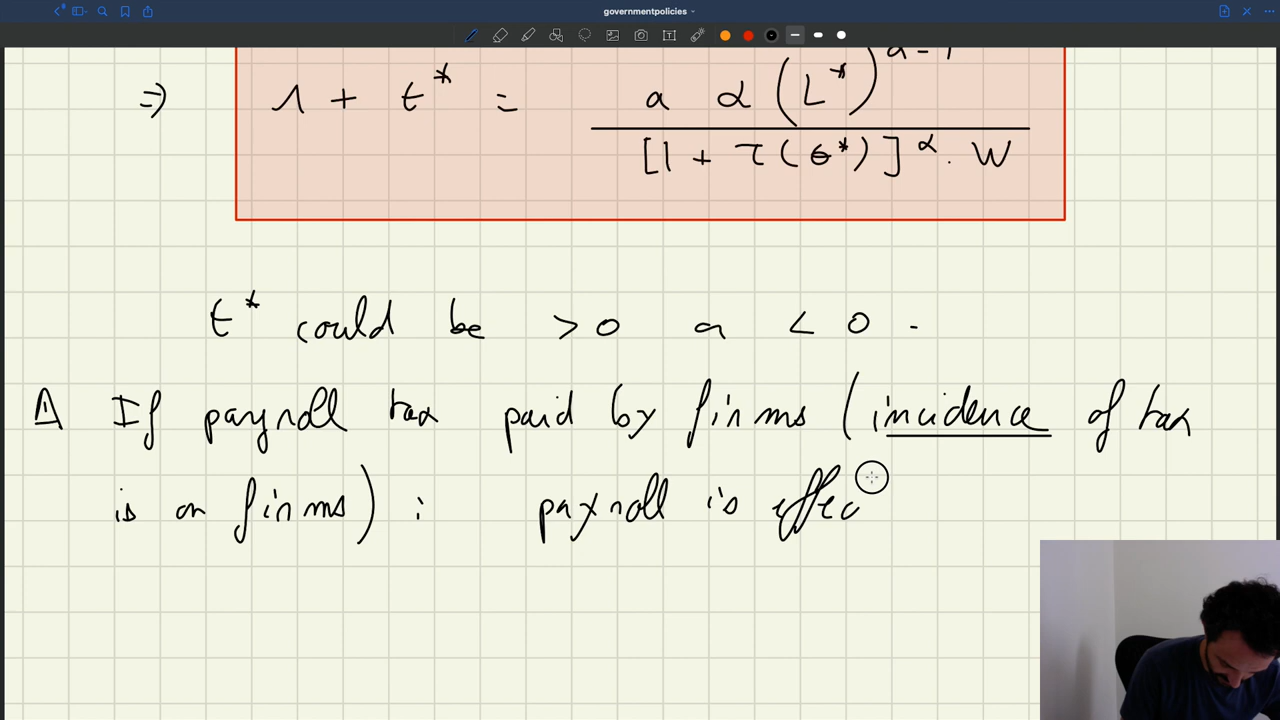 governmentpolicies
⇒ 1 + t* = a α (L*)^(α-1) / [1 + τ(θ*)]^α · W
t* could be > 0 or < 0.
⚠ If payroll tax paid by firms (incidence of tax
is on firms) : payroll is effec